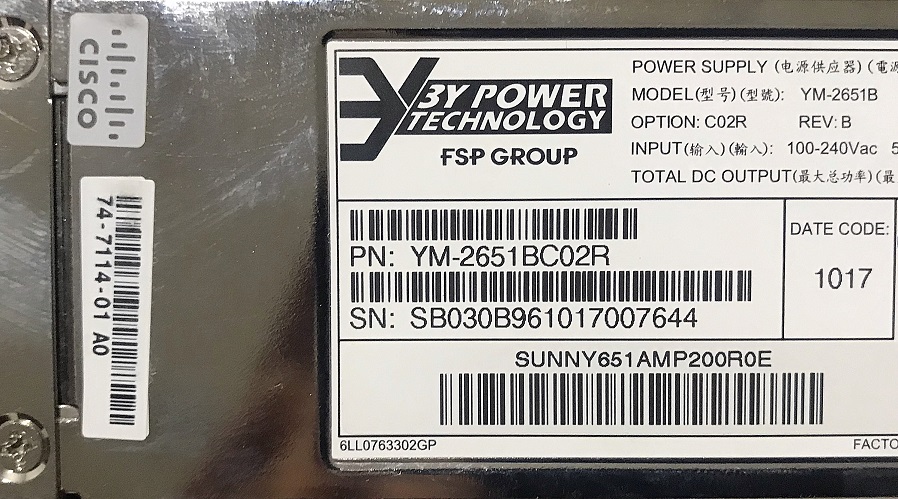 CISCO
74-7114-01 A0
3Y POWER
TECHNOLOGY
FSP GROUP
POWER SUPPLY (电源供应器) (電源
MODEL(型号)(型號): YM-2651B
OPTION: C02R REV: B
INPUT(输入)(輸入): 100-240Vac 5
TOTAL DC OUTPUT(最大总功率)(最
PN: YM-2651BC02R
SN: SB030B961017007644
DATE CODE:
1017
SUNNY651AMP200R0E
6LL0763302GP
FACTO